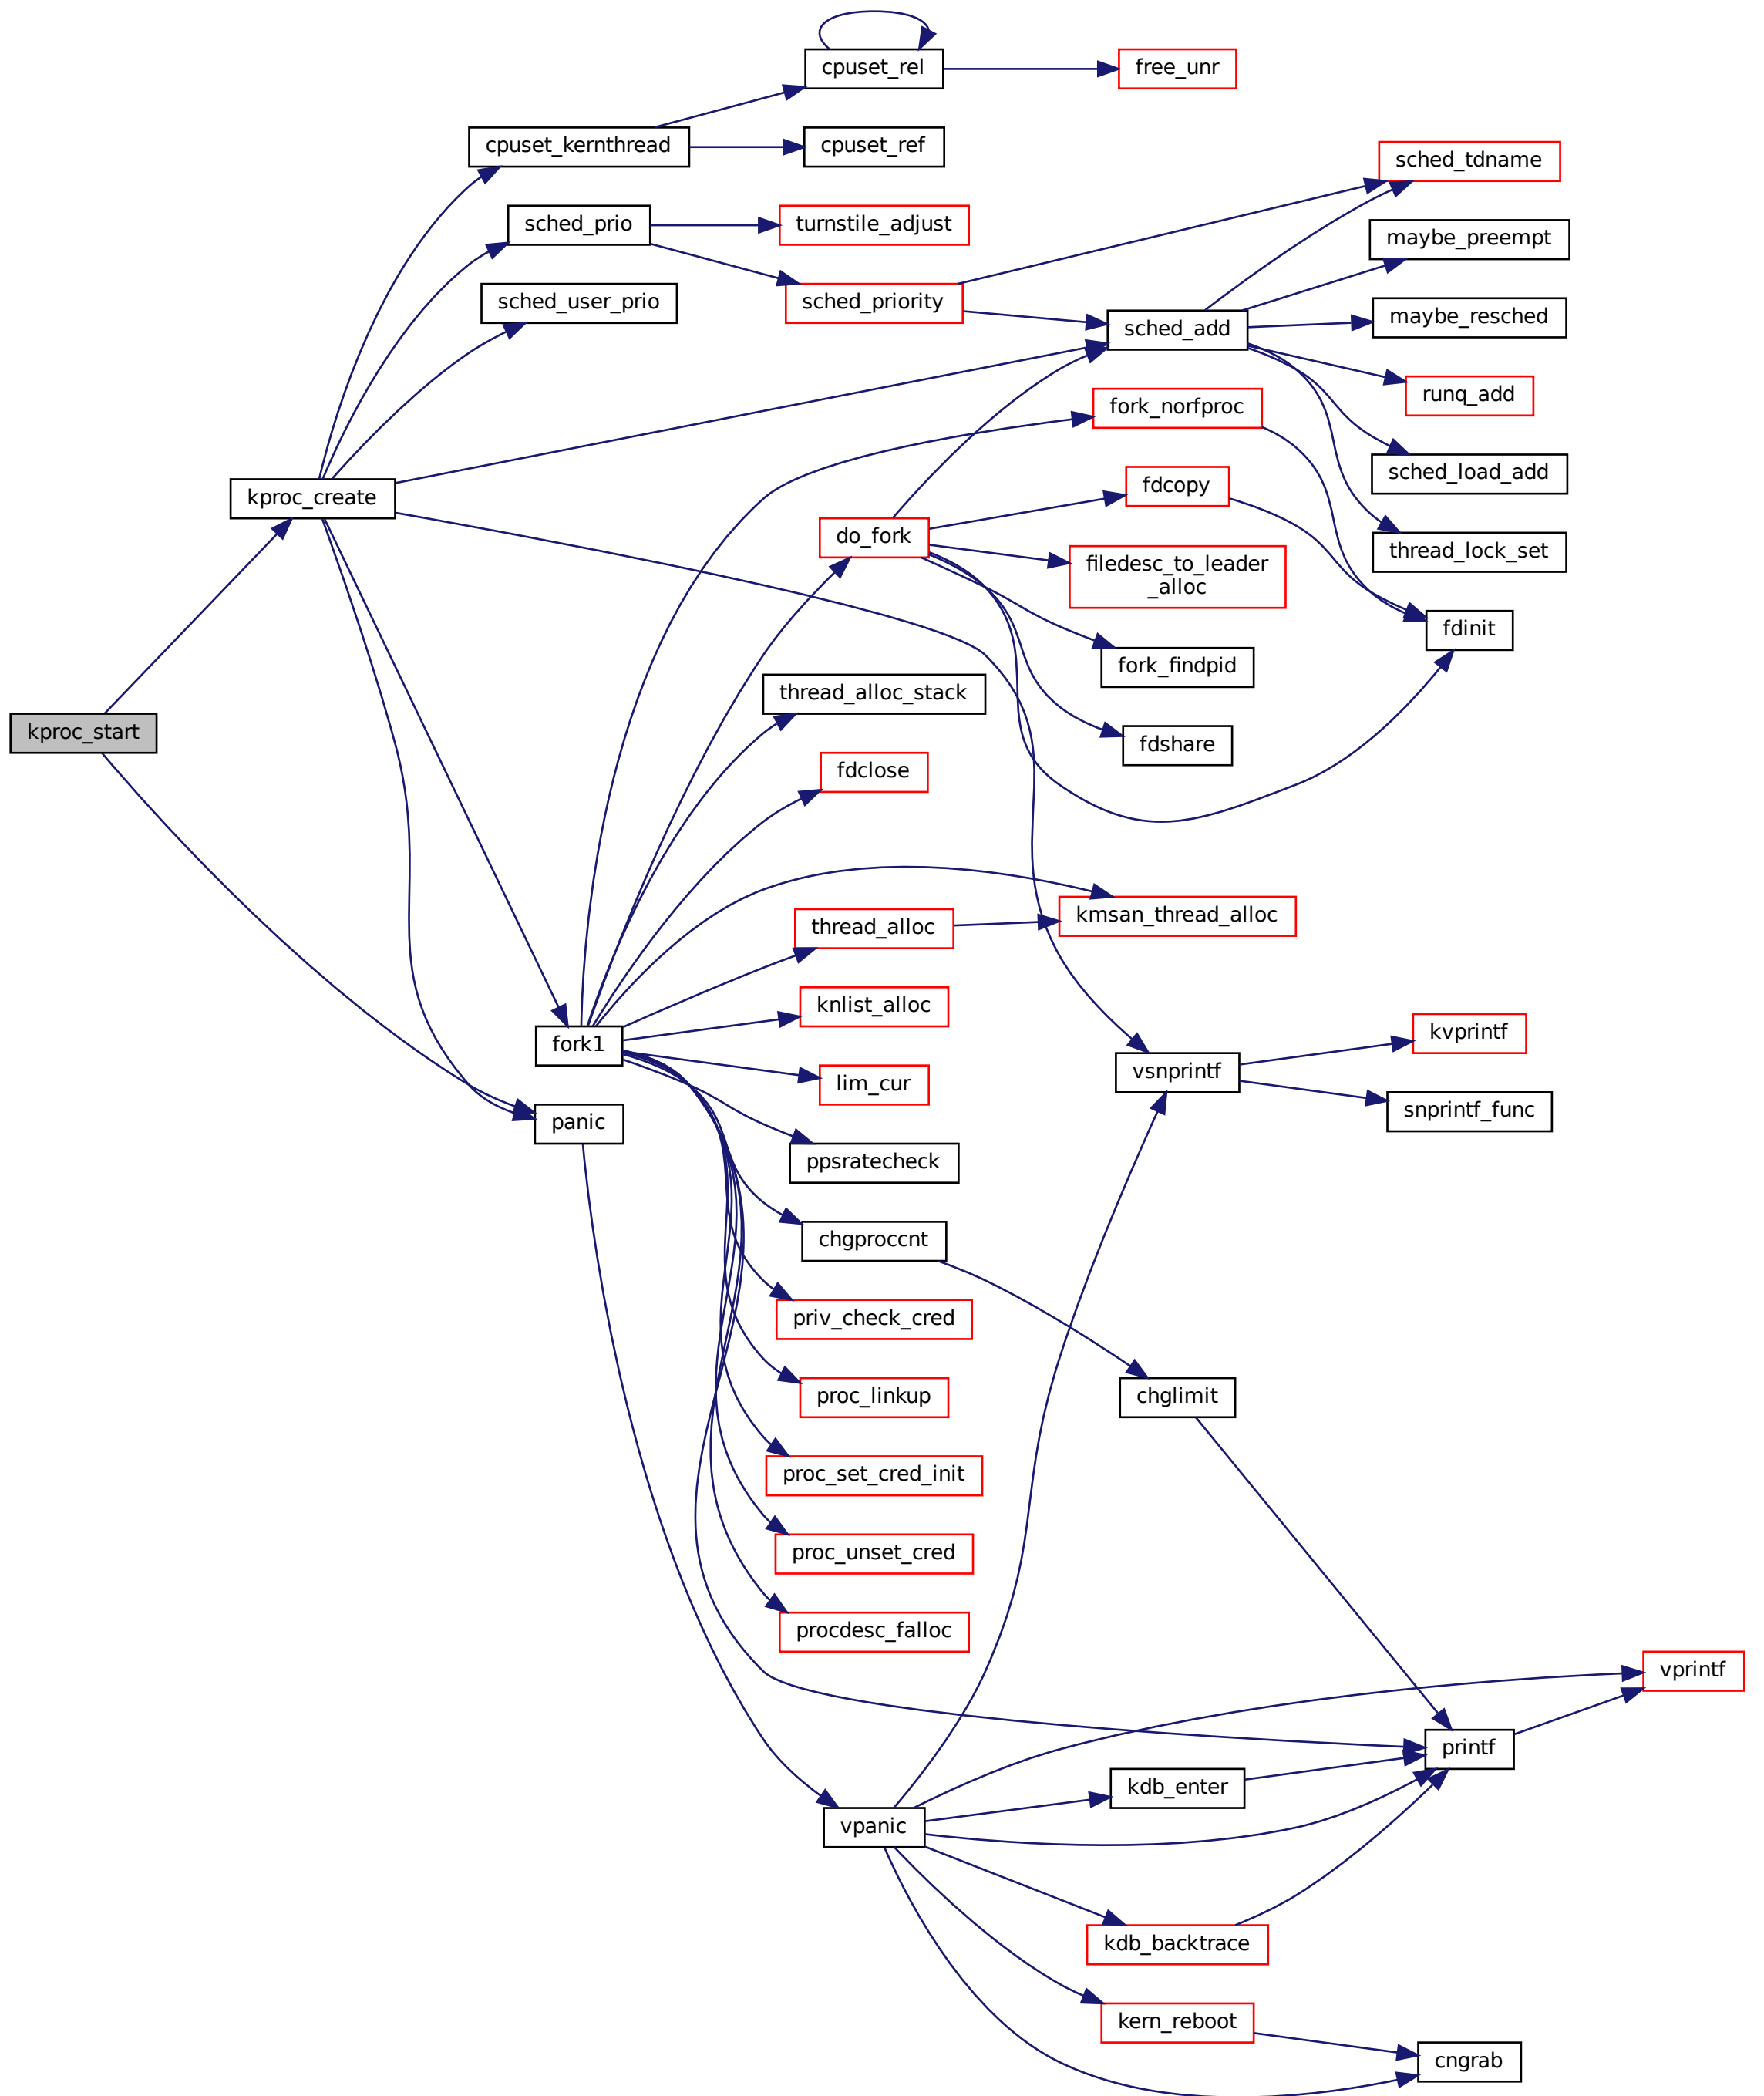 cpuset_rel
free_unr
cpuset_kernthread
cpuset_ref
sched_tdname
sched_prio
turnstile_adjust
maybe_preempt
sched_user_prio
sched_priority
maybe_resched
sched_add
runq_add
fork_norfproc
sched_load_add
kproc_create
fdcopy
do_fork
thread_lock_set
filedesc_to_leader
_alloc
fdinit
fork_findpid
thread_alloc_stack
kproc_start
fdshare
fdclose
kmsan_thread_alloc
thread_alloc
knlist_alloc
kvprintf
fork1
vsnprintf
lim_cur
snprintf_func
panic
ppsratecheck
chgproccnt
priv_check_cred
proc_linkup
chglimit
proc_set_cred_init
proc_unset_cred
procdesc_falloc
vprintf
printf
kdb_enter
vpanic
kdb_backtrace
kern_reboot
cngrab